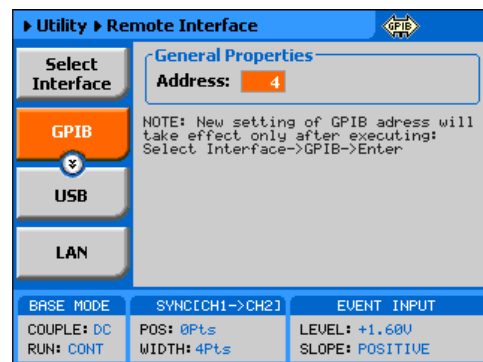 Utility Remote Interface
GPIB
Select
Interface
GPIB
USB
LAN
General Properties
Address: 4
NOTE: New setting of GPIB adress will
take effect only after executing:
Select Interface->GPIB->Enter
BASE MODE
COUPLE: DC
RUN: CONT
SYNC[CH1->CH2]
POS: 0Pts
WIDTH: 4Pts
EVENT INPUT
LEVEL: +1.60V
SLOPE: POSITIVE